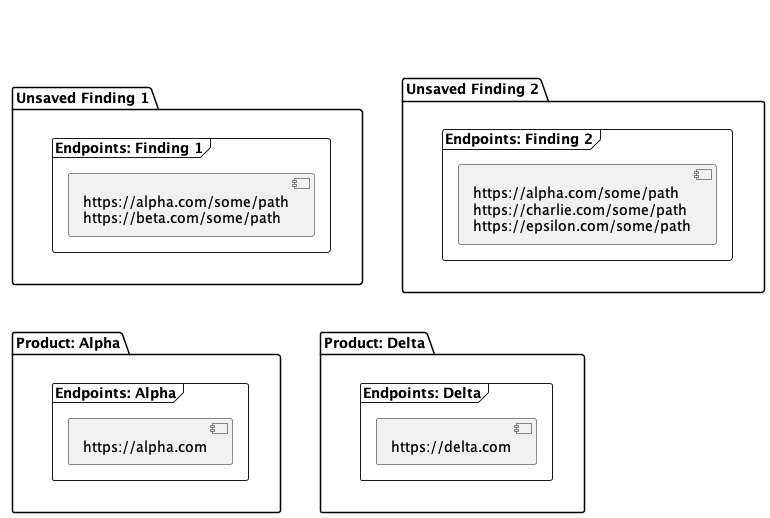 Unsaved Finding 1
Endpoints: Finding 1
https://alpha.com/some/path
https://beta.com/some/path
Unsaved Finding 2
Endpoints: Finding 2
https://alpha.com/some/path
https://charlie.com/some/path
https://epsilon.com/some/path
Product: Alpha
Endpoints: Alpha
https://alpha.com
Product: Delta
Endpoints: Delta
https://delta.com